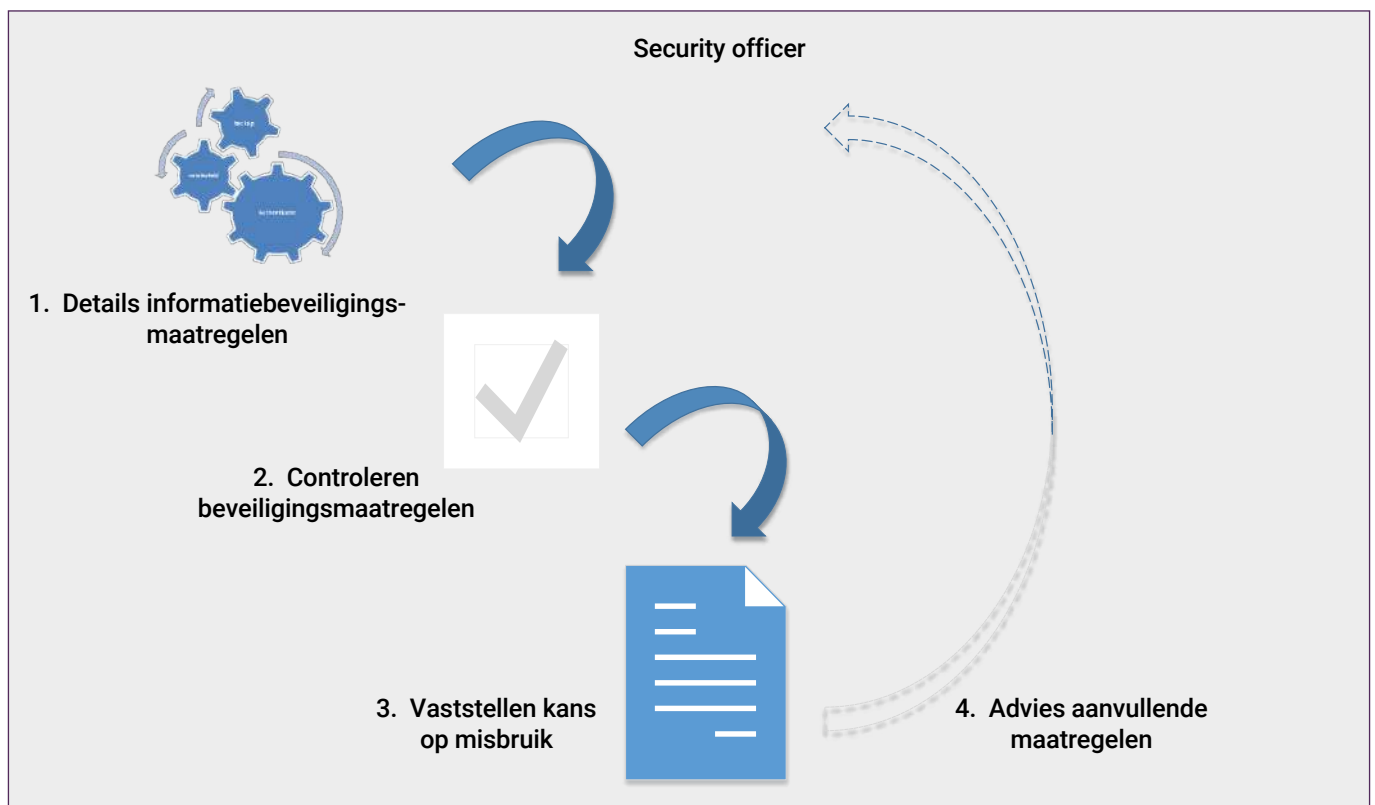 Security officer
1. Details informatiebeveiligings-
maatregelen
2. Controleren
beveiligingsmaatregelen
3. Vaststellen kans
op misbruik
4. Advies aanvullende
maatregelen